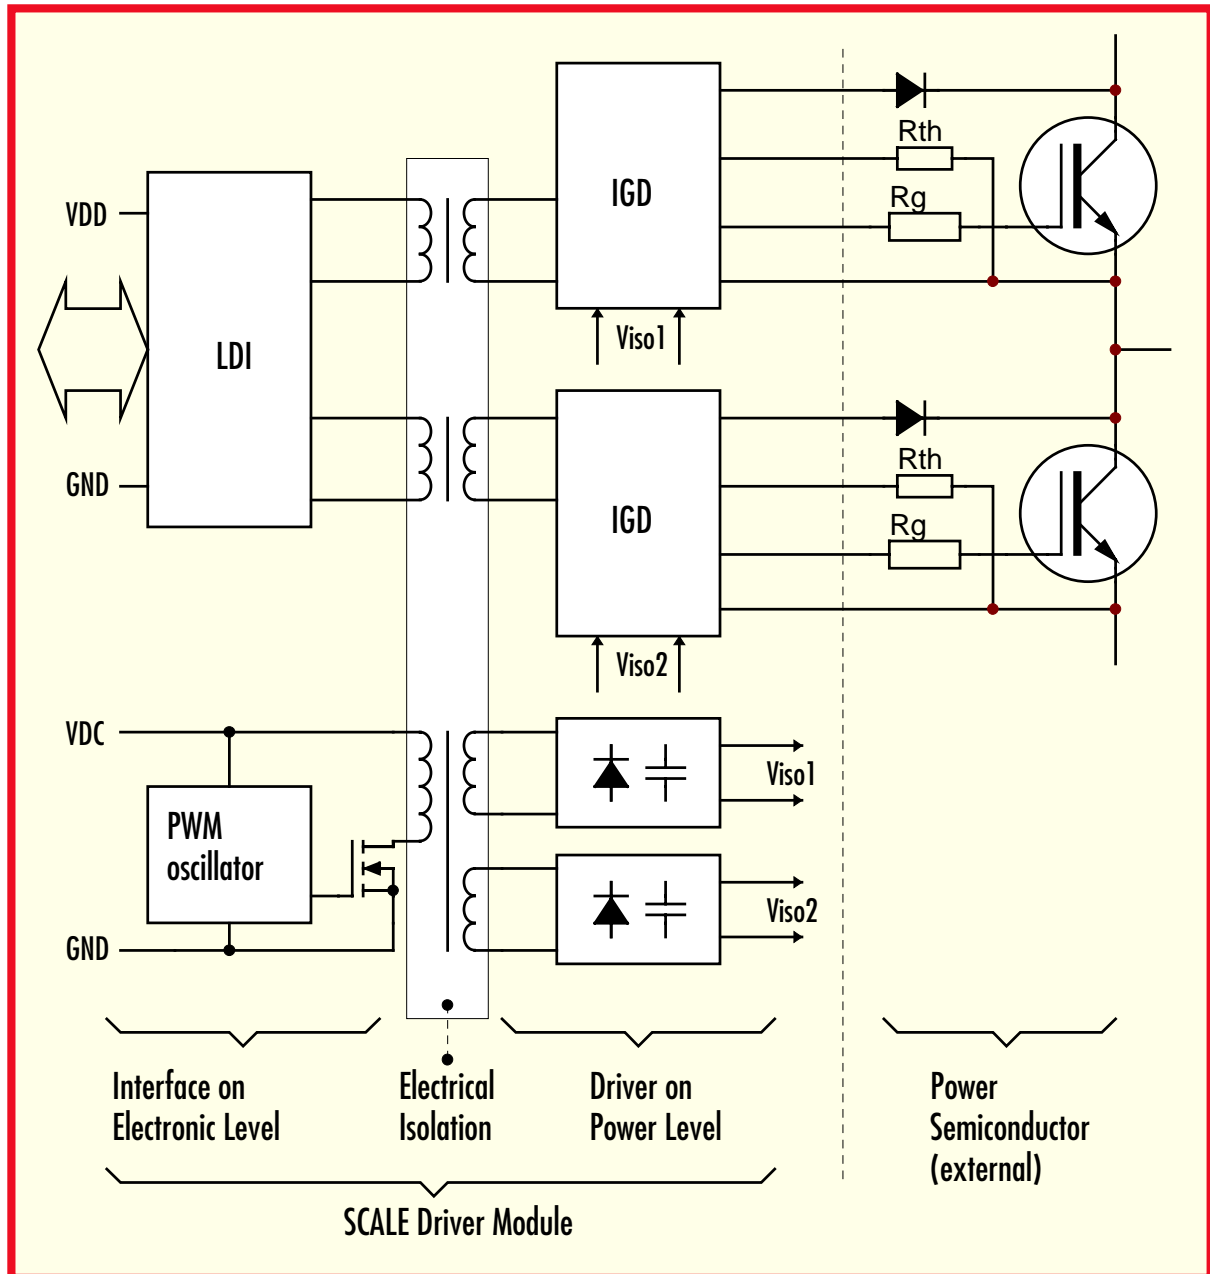 Rth
Rg
IGD
VDD
Viso1
LDI
Rth
GND
Rg
IGD
Viso2
VDC
Viso1
PWM
oscillator
Viso2
GND
Interface on
Electronic Level
Electrical
Isolation
Driver on
Power Level
Power
Semiconductor
(external)
SCALE Driver Module